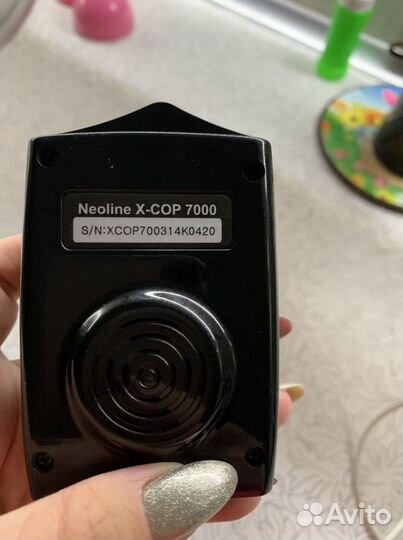 Neoline X-COP 7000
S/N:XCOP700314K0420
Avito